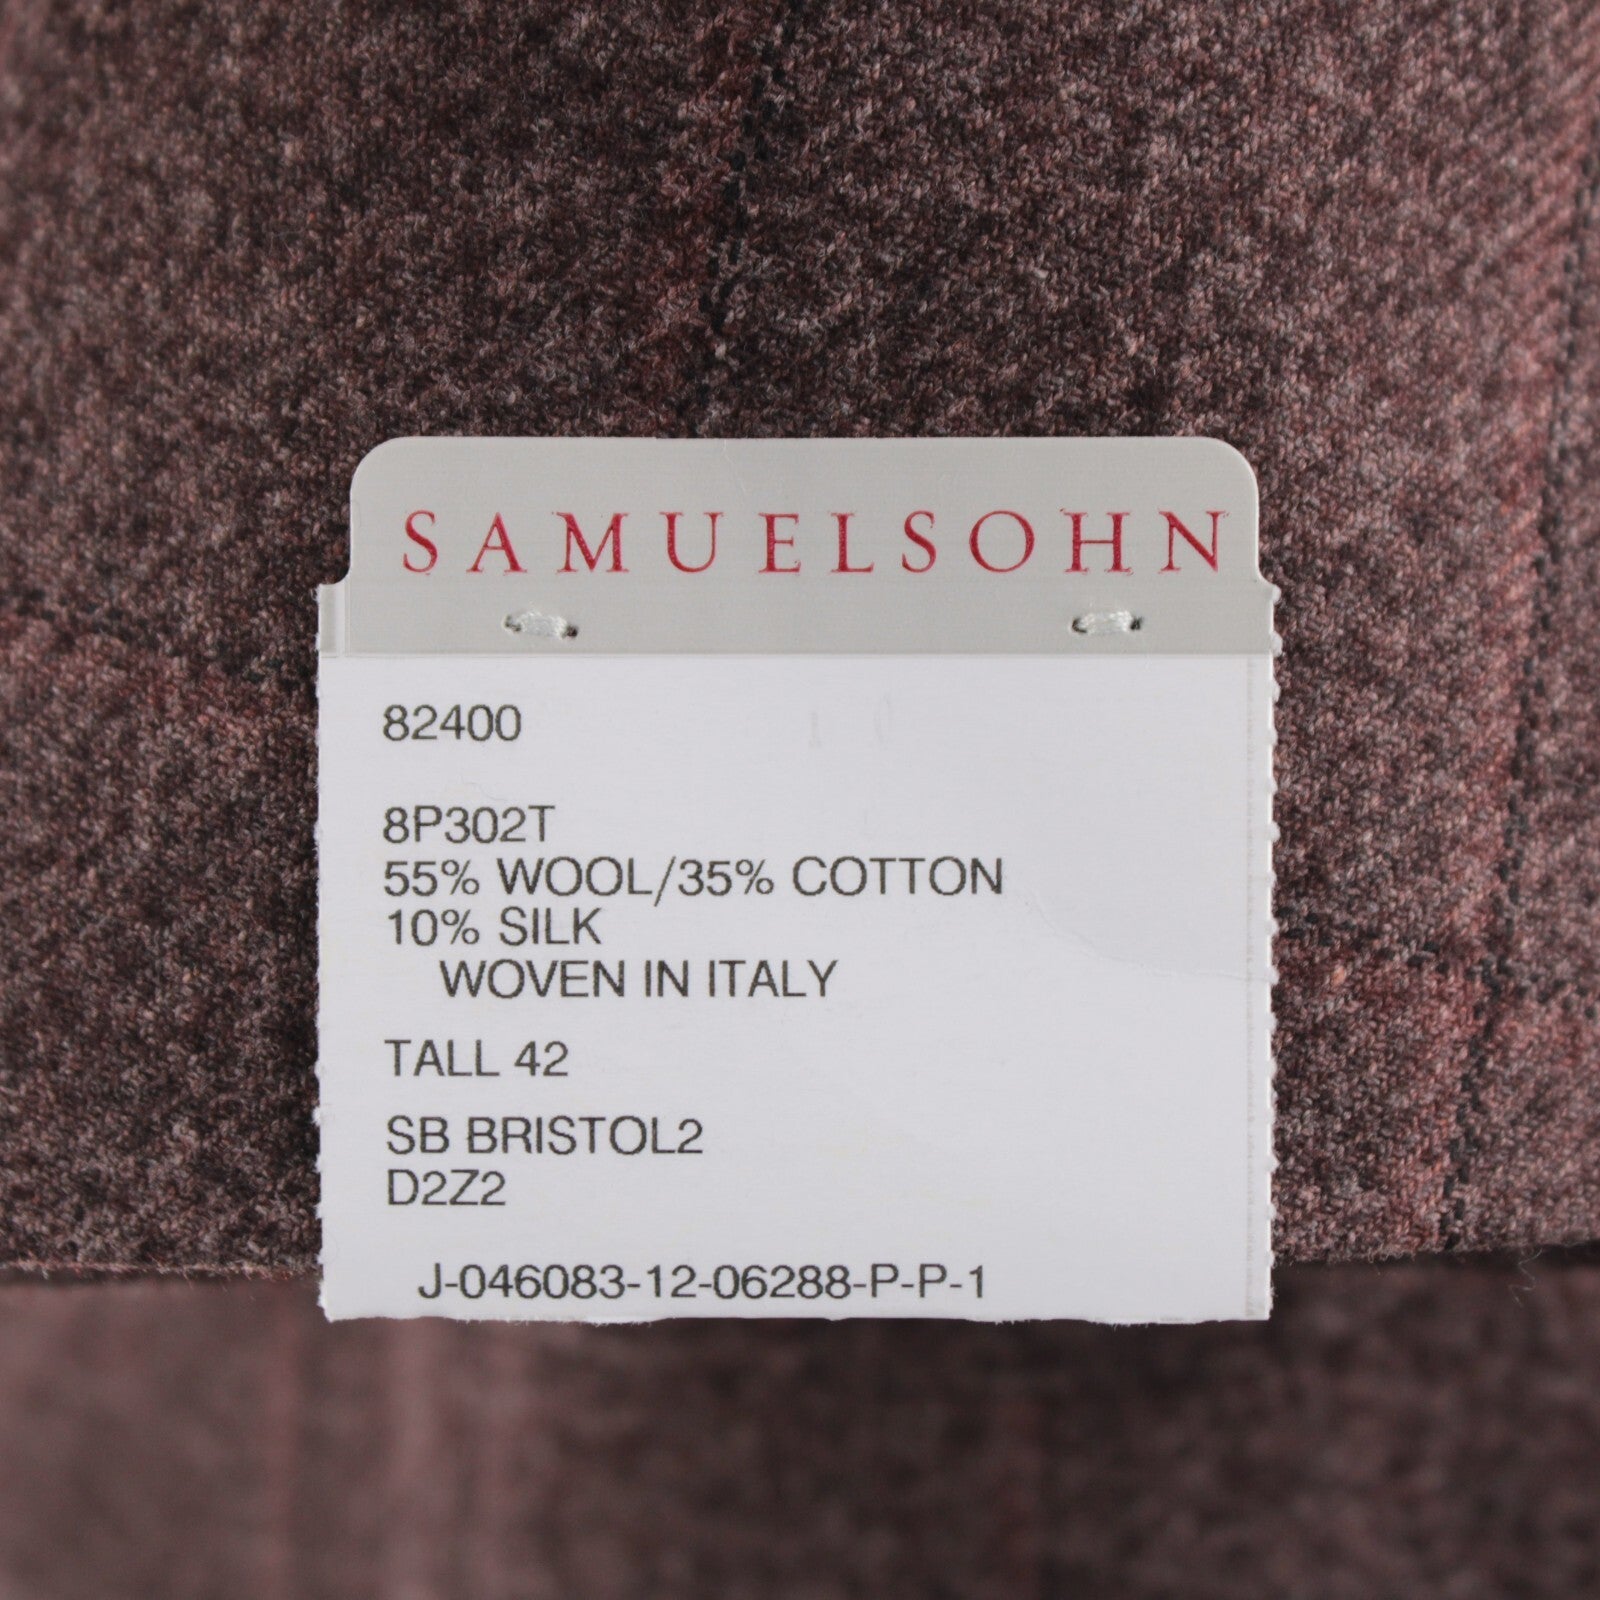 SAMUELSOHN
82400
8P302T
55% WOOL/35% COTTON
10% SILK
WOVEN IN ITALY
TALL 42
SB BRISTOL2
D2Z2
J-046083-12-06288-P-P-1